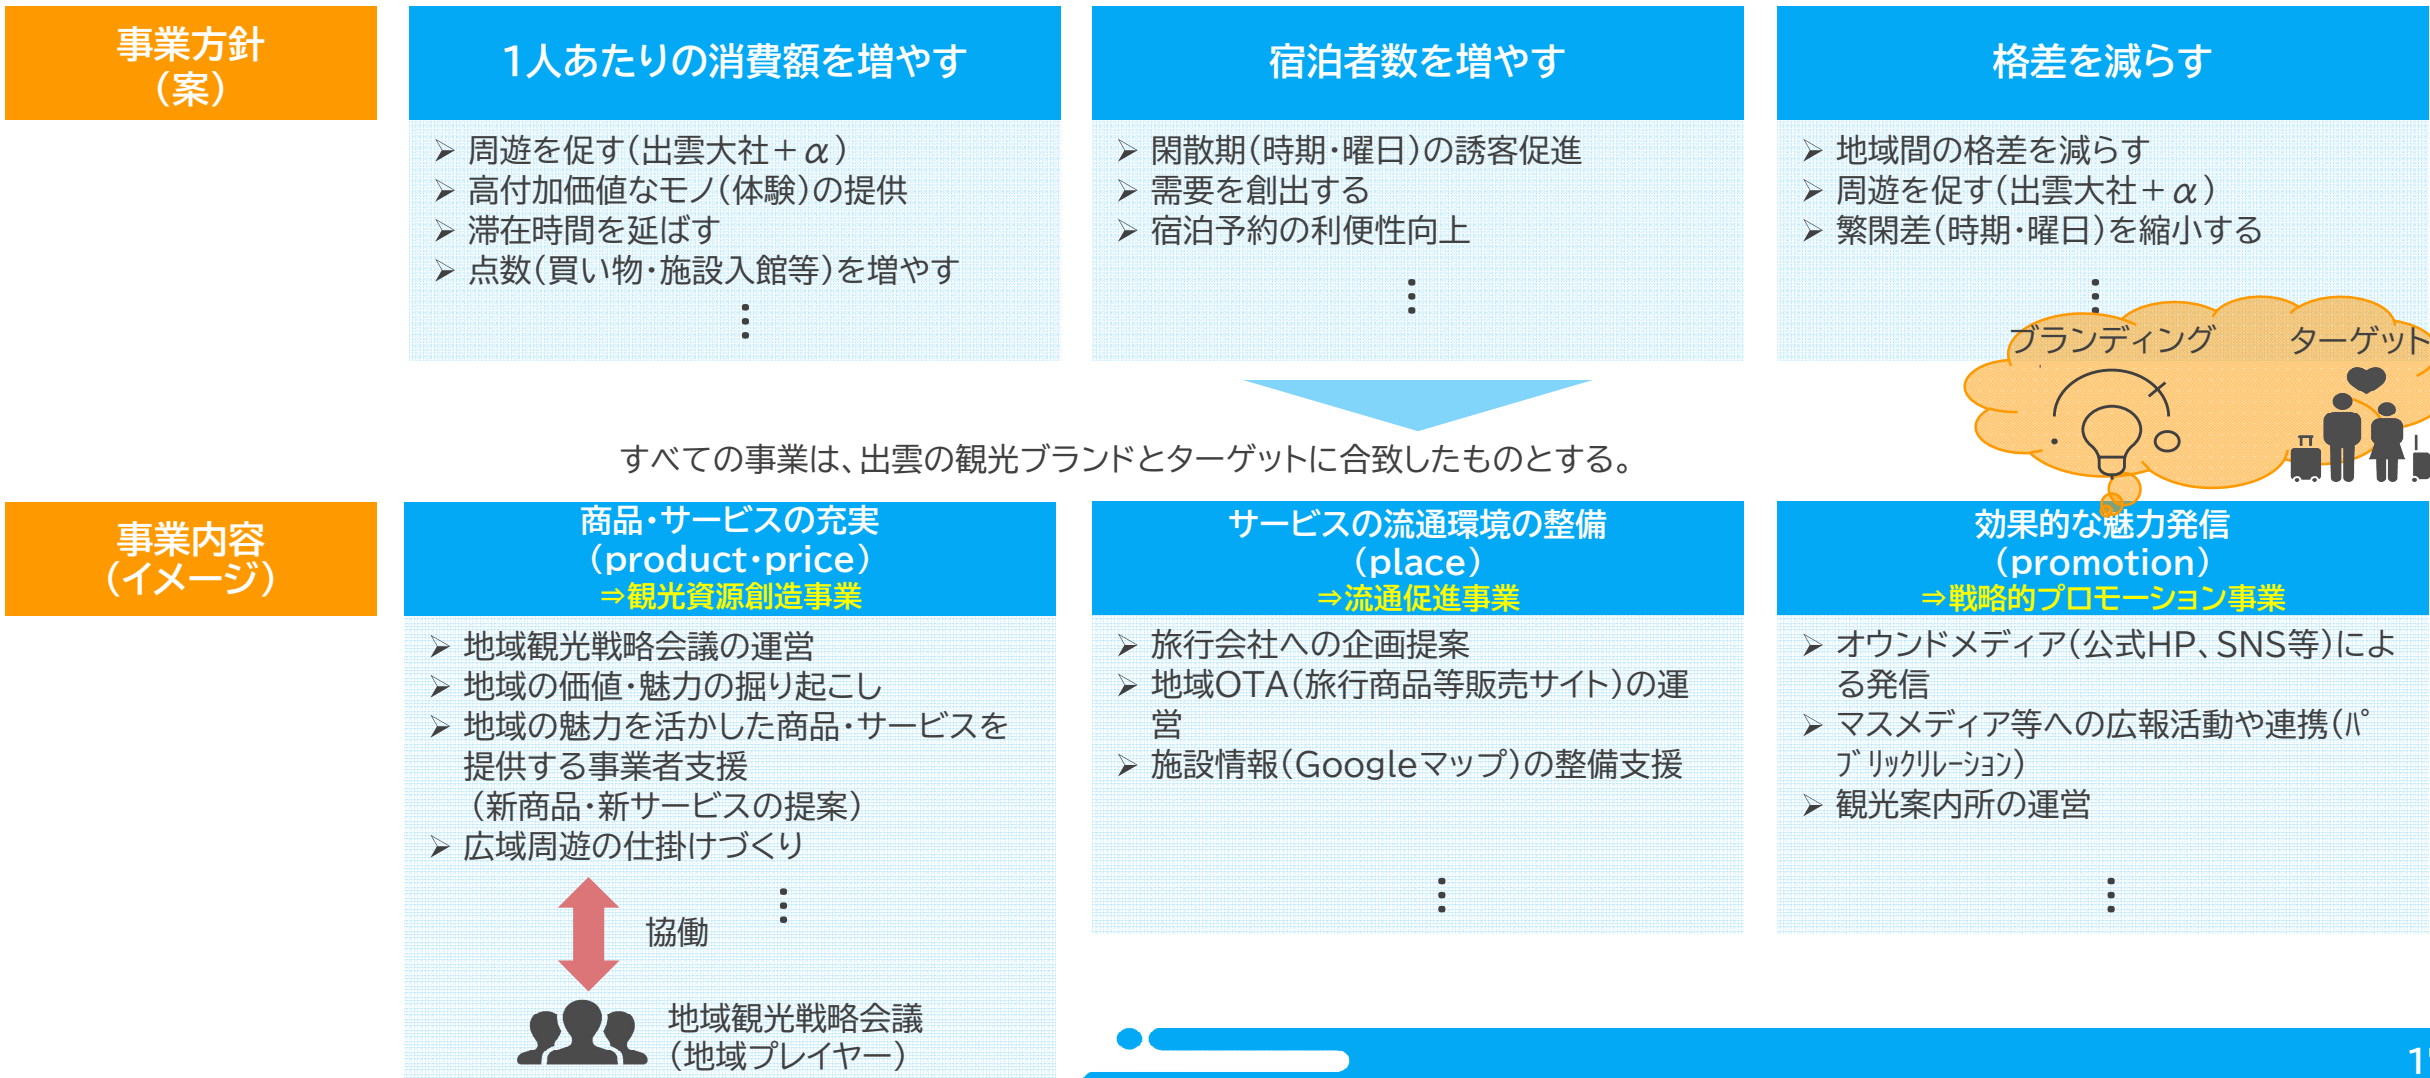 事業方針
（案）
1人あたりの消費額を増やす
➢ 周遊を促す（出雲大社＋α）
➢ 高付加価値なモノ（体験）の提供
➢ 滞在時間を延ばす
➢ 点数（買い物・施設入館等）を増やす
⋮
宿泊者数を増やす
➢ 閑散期（時期・曜日）の誘客促進
➢ 需要を創出する
➢ 宿泊予約の利便性向上
⋮
格差を減らす
➢ 地域間の格差を減らす
➢ 周遊を促す（出雲大社＋α）
➢ 繁閑差（時期・曜日）を縮小する
⋮
ブランディング
ターゲット
すべての事業は、出雲の観光ブランドとターゲットに合致したものとする。
事業内容
（イメージ）
商品・サービスの充実
（product・price）
⇒観光資源創造事業
➢ 地域観光戦略会議の運営
➢ 地域の価値・魅力の掘り起こし
➢ 地域の魅力を活かした商品・サービスを
提供する事業者支援
（新商品・新サービスの提案）
➢ 広域周遊の仕掛けづくり
⋮
協働
地域観光戦略会議
（地域プレイヤー）
サービスの流通環境の整備
（place）
⇒流通促進事業
➢ 旅行会社への企画提案
➢ 地域OTA（旅行商品等販売サイト）の運
営
➢ 施設情報（Googleマップ）の整備支援
⋮
効果的な魅力発信
（promotion）
⇒戦略的プロモーション事業
➢ オウンドメディア（公式HP、SNS等）によ
る発信
➢ マスメディア等への広報活動や連携（ﾊﾟ
ﾌﾞﾘｯｸﾘﾚｰｼｮﾝ）
➢ 観光案内所の運営
⋮